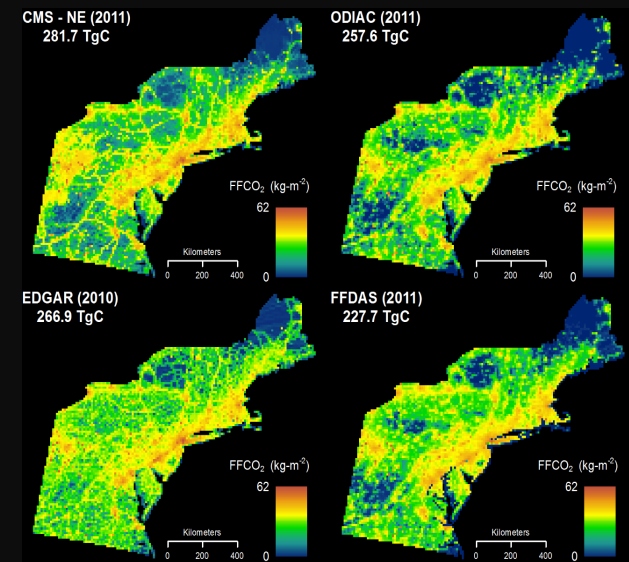 CMS - NE (2011)
281.7 TgC
FFCO₂ (kg-m⁻²)
62
0
Kilometers
0 200 400
ODIAC (2011)
257.6 TgC
FFCO₂ (kg-m⁻²)
62
0
Kilometers
0 200 400
EDGAR (2010)
266.9 TgC
FFCO₂ (kg-m⁻²)
62
0
Kilometers
0 200 400
FFDAS (2011)
227.7 TgC
FFCO₂ (kg-m⁻²)
62
0
Kilometers
0 200 400